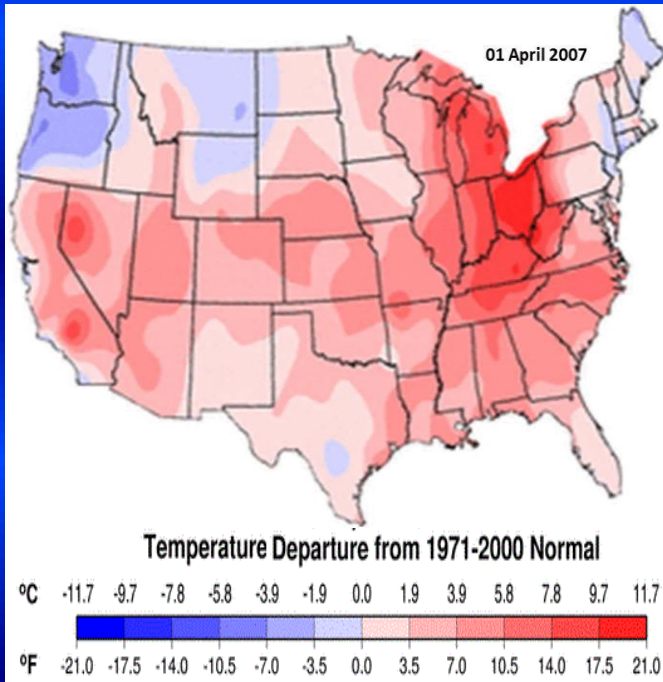 01 April 2007
Temperature Departure from 1971-2000 Normal
ºC -11.7 -9.7 -7.8 -5.8 -3.9 -1.9 0.0 1.9 3.9 5.8 7.8 9.7 11.7
ºF -21.0 -17.5 -14.0 -10.5 -7.0 -3.5 0.0 3.5 7.0 10.5 14.0 17.5 21.0